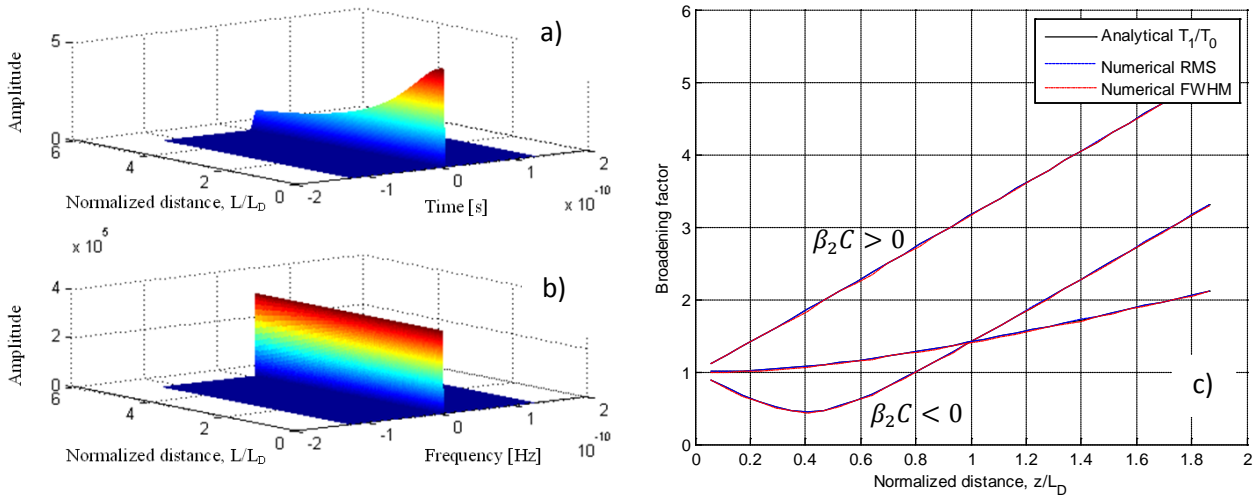 5
0
Amplitude
6
4
2
0
Normalized distance, L/L_D
-2
-1
0
1
2
x 10^-10
Time [s]
a)
x 10^5
4
2
0
Amplitude
6
4
2
0
Normalized distance, L/L_D
-2
-1
0
1
2
x 10^-10
Frequency [Hz]
b)
6
5
4
3
2
1
0
Broadening factor
Analytical T_1/T_0
Numerical RMS
Numerical FWHM
β_2C > 0
β_2C < 0
c)
0 0.2 0.4 0.6 0.8 1 1.2 1.4 1.6 1.8 2
Normalized distance, z/L_D